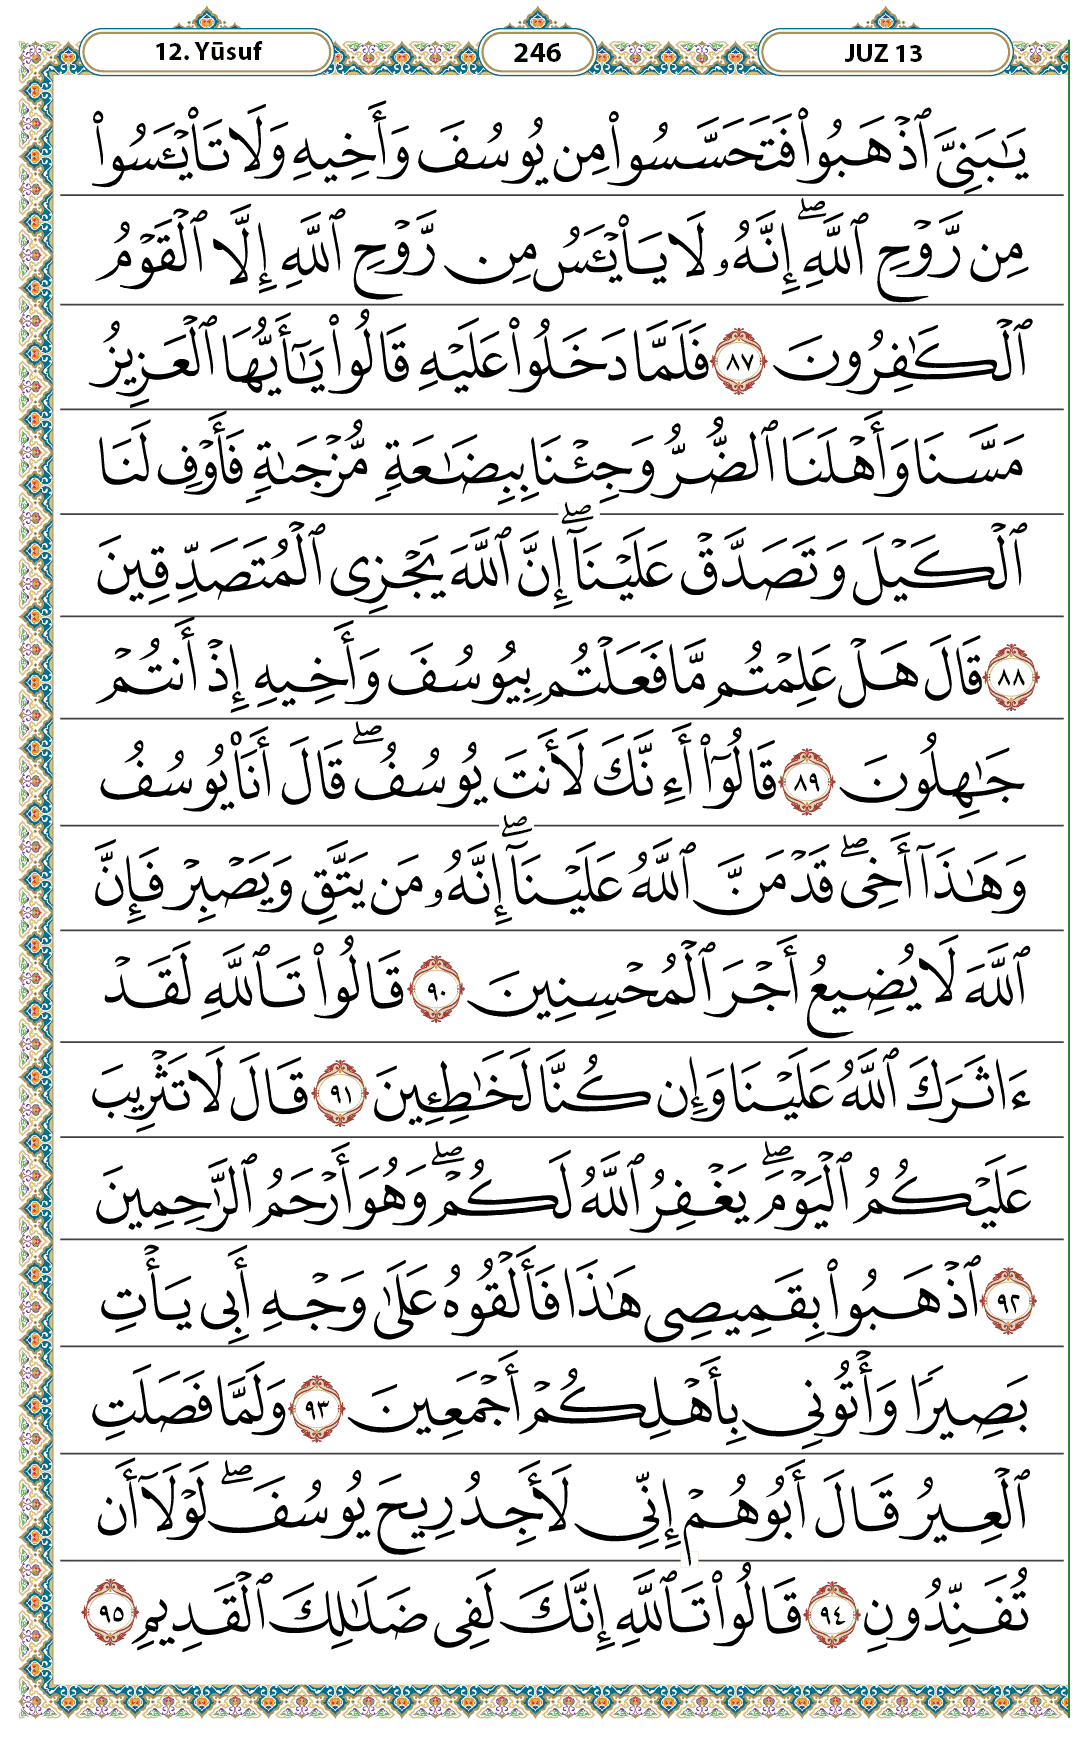 12. Yūsuf
246
JUZ 13
يَـٰبَنِىَّ ٱذْهَبُوا۟ فَتَحَسَّسُوا۟ مِن يُوسُفَ وَأَخِيهِ وَلَا تَا۟يْـَٔسُوا۟
مِن رَّوْحِ ٱللَّهِ ۖ إِنَّهُۥ لَا يَا۟يْـَٔسُ مِن رَّوْحِ ٱللَّهِ إِلَّا ٱلْقَوْمُ
ٱلْكَـٰفِرُونَ ٨٧ فَلَمَّا دَخَلُوا۟ عَلَيْهِ قَالُوا۟ يَـٰٓأَيُّهَا ٱلْعَزِيزُ
مَسَّنَا وَأَهْلَنَا ٱلضُّرُّ وَجِئْنَا بِبِضَـٰعَةٍ مُّزْجَىٰةٍ فَأَوْفِ لَنَا
ٱلْكَيْلَ وَتَصَدَّقْ عَلَيْنَآ ۖ إِنَّ ٱللَّهَ يَجْزِى ٱلْمُتَصَدِّقِينَ
٨٨ قَالَ هَلْ عَلِمْتُم مَّا فَعَلْتُم بِيُوسُفَ وَأَخِيهِ إِذْ أَنتُمْ
جَـٰهِلُونَ ٨٩ قَالُوٓا۟ أَءِنَّكَ لَأَنتَ يُوسُفُ ۖ قَالَ أَنَا۠ يُوسُفُ
وَهَـٰذَآ أَخِى ۖ قَدْ مَنَّ ٱللَّهُ عَلَيْنَآ ۖ إِنَّهُۥ مَن يَتَّقِ وَيَصْبِرْ فَإِنَّ
ٱللَّهَ لَا يُضِيعُ أَجْرَ ٱلْمُحْسِنِينَ ٩٠ قَالُوا۟ تَٱللَّهِ لَقَدْ
ءَاثَرَكَ ٱللَّهُ عَلَيْنَا وَإِن كُنَّا لَخَـٰطِـِٔينَ ٩١ قَالَ لَا تَثْرِيبَ
عَلَيْكُمُ ٱلْيَوْمَ ۖ يَغْفِرُ ٱللَّهُ لَكُمْ ۖ وَهُوَ أَرْحَمُ ٱلرَّٰحِمِينَ
٩٢ ٱذْهَبُوا۟ بِقَمِيصِى هَـٰذَا فَأَلْقُوهُ عَلَىٰ وَجْهِ أَبِى يَأْتِ
بَصِيرًا وَأْتُونِى بِأَهْلِكُمْ أَجْمَعِينَ ٩٣ وَلَمَّا فَصَلَتِ
ٱلْعِيرُ قَالَ أَبُوهُمْ إِنِّى لَأَجِدُ رِيحَ يُوسُفَ ۖ لَوْلَآ أَن
تُفَنِّدُونِ ٩٤ قَالُوا۟ تَٱللَّهِ إِنَّكَ لَفِى ضَلَـٰلِكَ ٱلْقَدِيمِ ٩٥